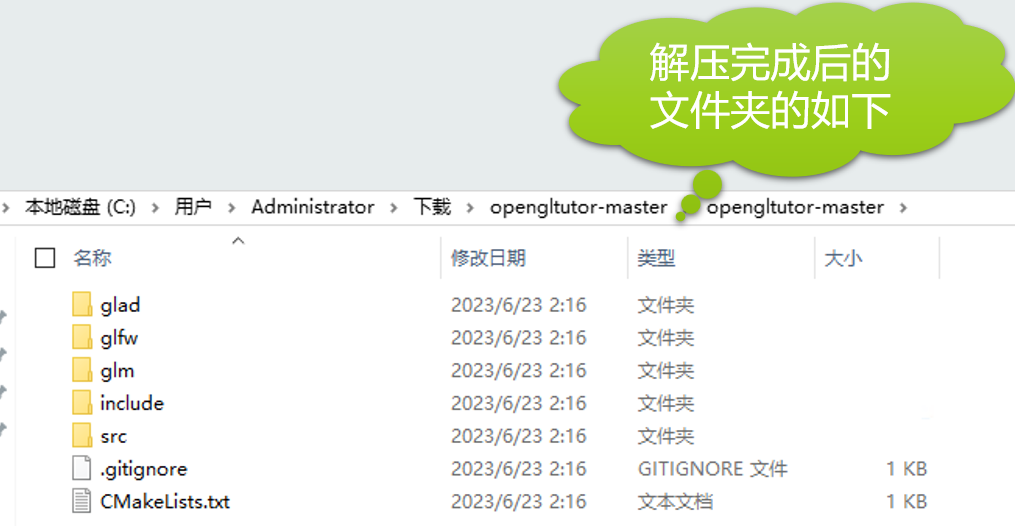 解压完成后的
文件夹的如下
本地磁盘 (C:) > 用户 > Administrator > 下载 > opengltutor-master > opengltutor-master >
名称 修改日期 类型 大小
glad 2023/6/23 2:16 文件夹
glfw 2023/6/23 2:16 文件夹
glm 2023/6/23 2:16 文件夹
include 2023/6/23 2:16 文件夹
src 2023/6/23 2:16 文件夹
.gitignore 2023/6/23 2:16 GITIGNORE 文件 1 KB
CMakeLists.txt 2023/6/23 2:16 文本文档 1 KB